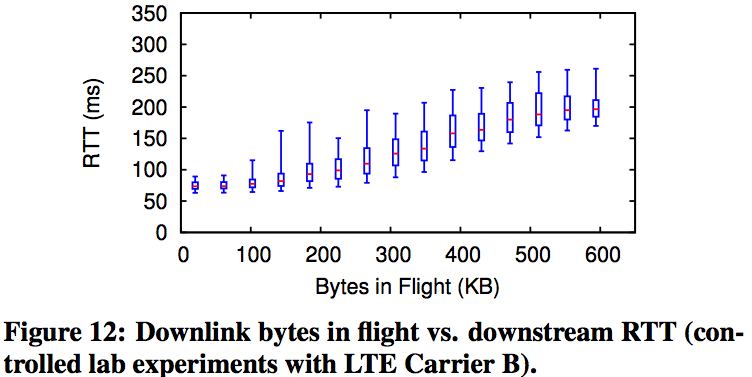 350
300
250
200
150
100
50
0
RTT (ms)
0 100 200 300 400 500 600
Bytes in Flight (KB)
Figure 12: Downlink bytes in flight vs. downstream RTT (con-
trolled lab experiments with LTE Carrier B).